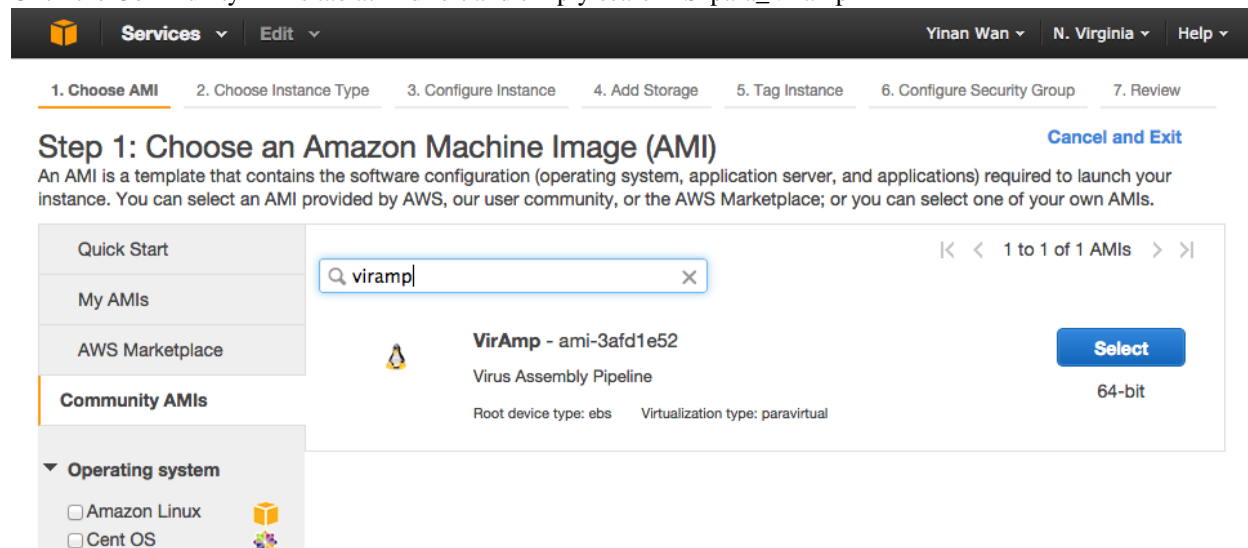 Services Edit Yinan Wan N. Virginia Help
1. Choose AMI 2. Choose Instance Type 3. Configure Instance 4. Add Storage 5. Tag Instance 6. Configure Security Group 7. Review
Step 1: Choose an Amazon Machine Image (AMI) Cancel and Exit
An AMI is a template that contains the software configuration (operating system, application server, and applications) required to launch your
instance. You can select an AMI provided by AWS, our user community, or the AWS Marketplace; or you can select one of your own AMIs.
Quick Start
My AMIs
AWS Marketplace
Community AMIs
Operating system
Amazon Linux
Cent OS
1 to 1 of 1 AMIs
viramp
VirAmp - ami-3afd1e52
Virus Assembly Pipeline
Root device type: ebs Virtualization type: paravirtual
Select
64-bit